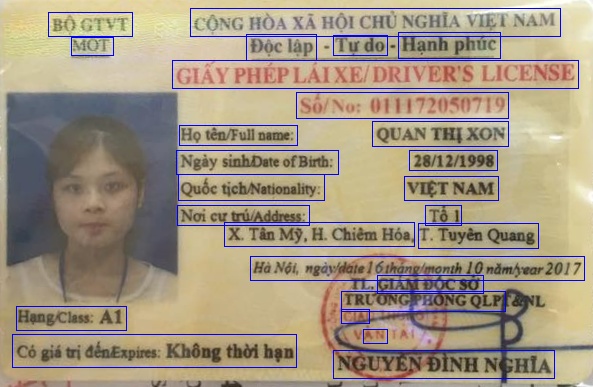 BỘ GTVT
MOT
CỘNG HÒA XÃ HỘI CHỦ NGHĨA VIỆT NAM
Độc lập - Tự do - Hạnh phúc
GIẤY PHÉP LÁI XE/ DRIVER'S LICENSE
Số/No: 011172050719
Họ tên/Full name: QUAN THỊ XON
Ngày sinh/Date of Birth: 28/12/1998
Quốc tịch/Nationality: VIỆT NAM
Nơi cư trú/Address: Tổ 1
X. Tân Mỹ, H. Chiêm Hóa, T. Tuyên Quang
Hà Nội, ngày/date 16 tháng/month 10 năm/year 2017
TL. GIÁM ĐỐC SỞ
TRƯỞNG PHÒNG QLPT&NL
GIAO THÔNG
VẬN TẢI
Hạng/Class: A1
Có giá trị đến/Expires: Không thời hạn
NGUYỄN ĐÌNH NGHĨA